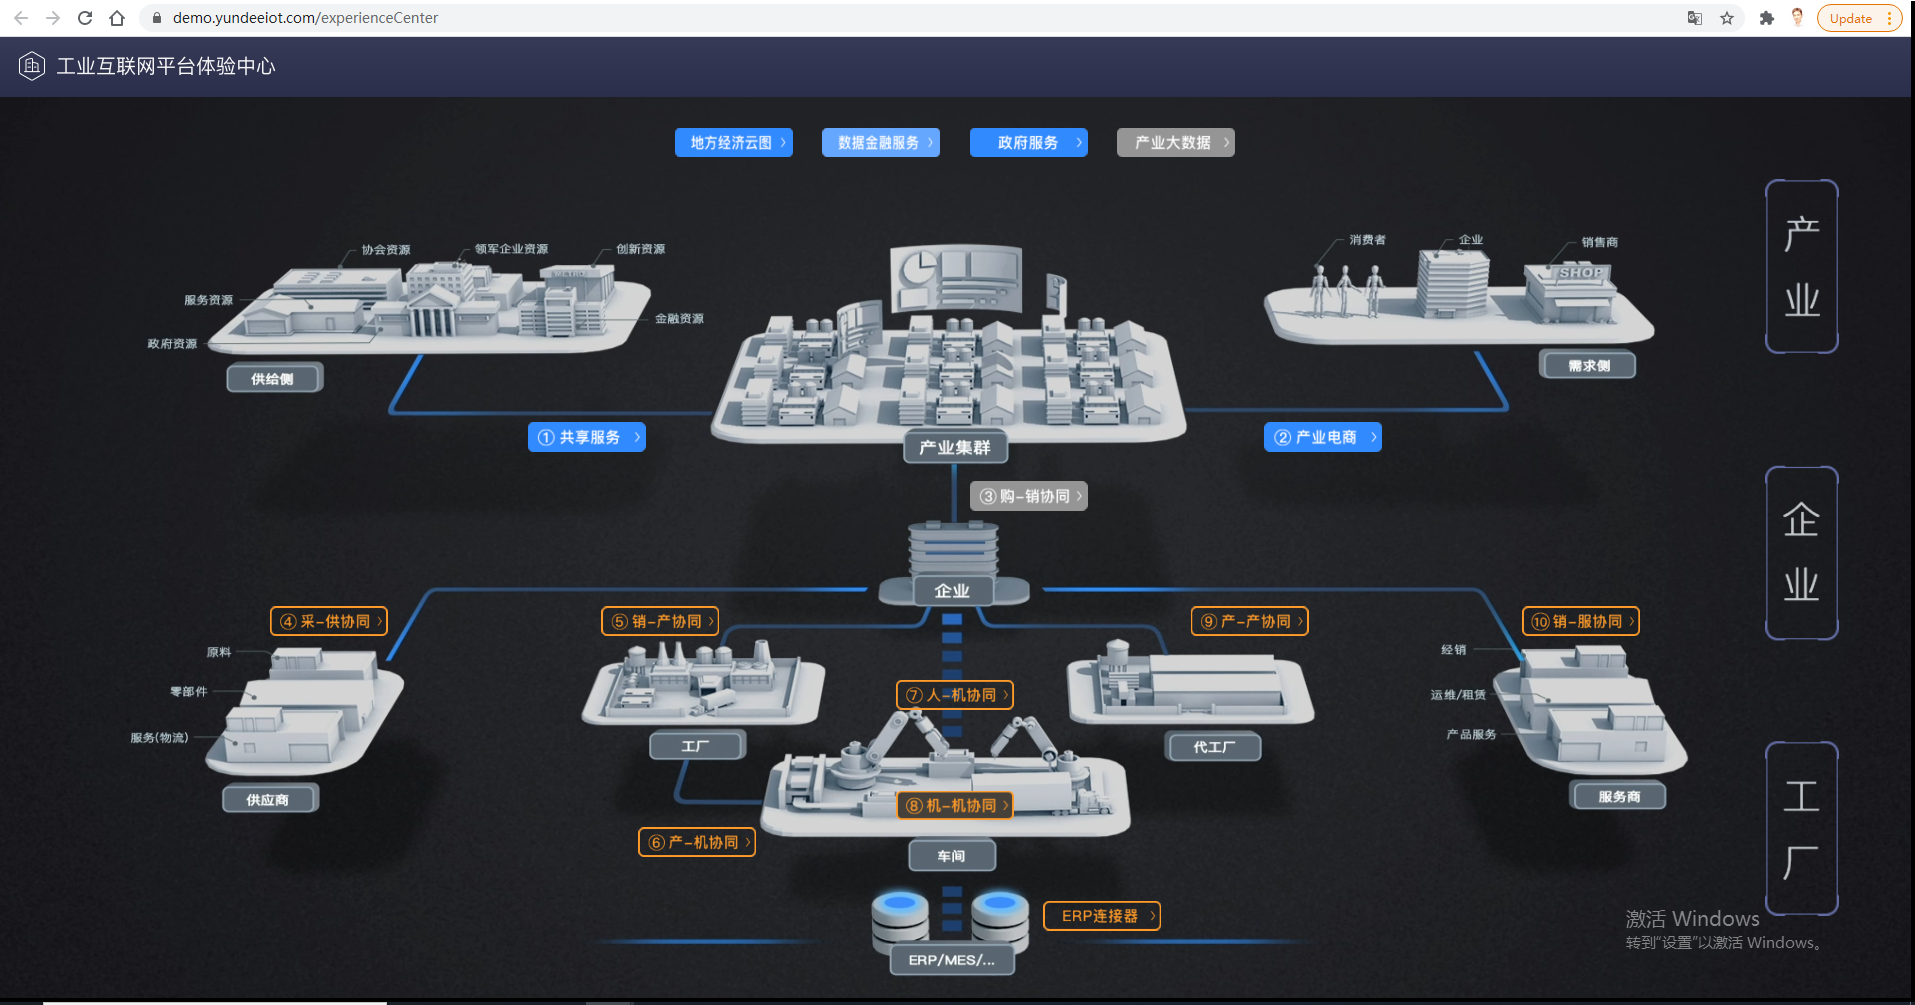 demo.yundeeiot.com/experienceCenter
Update
工业互联网平台体验中心
地方经济云图 >
数据金融服务 >
政府服务 >
产业大数据 >
产业
协会资源
领军企业资源
创新资源
服务资源
METRO
金融资源
政府资源
供给侧
消费者
企业
销售商
SHOP
需求侧
① 共享服务 >
产业集群
② 产业电商 >
③ 购-销协同 >
企业
企业
④ 采-供协同 >
⑤ 销-产协同 >
⑨ 产-产协同 >
⑩ 销-服协同 >
原料
零部件
服务(物流)
供应商
工厂
⑦ 人-机协同 >
代工厂
经销
运维/租赁
产品服务
服务商
⑧ 机-机协同 >
⑥ 产-机协同 >
车间
工厂
ERP连接器 >
ERP/MES/...
激活 Windows
转到"设置"以激活 Windows。